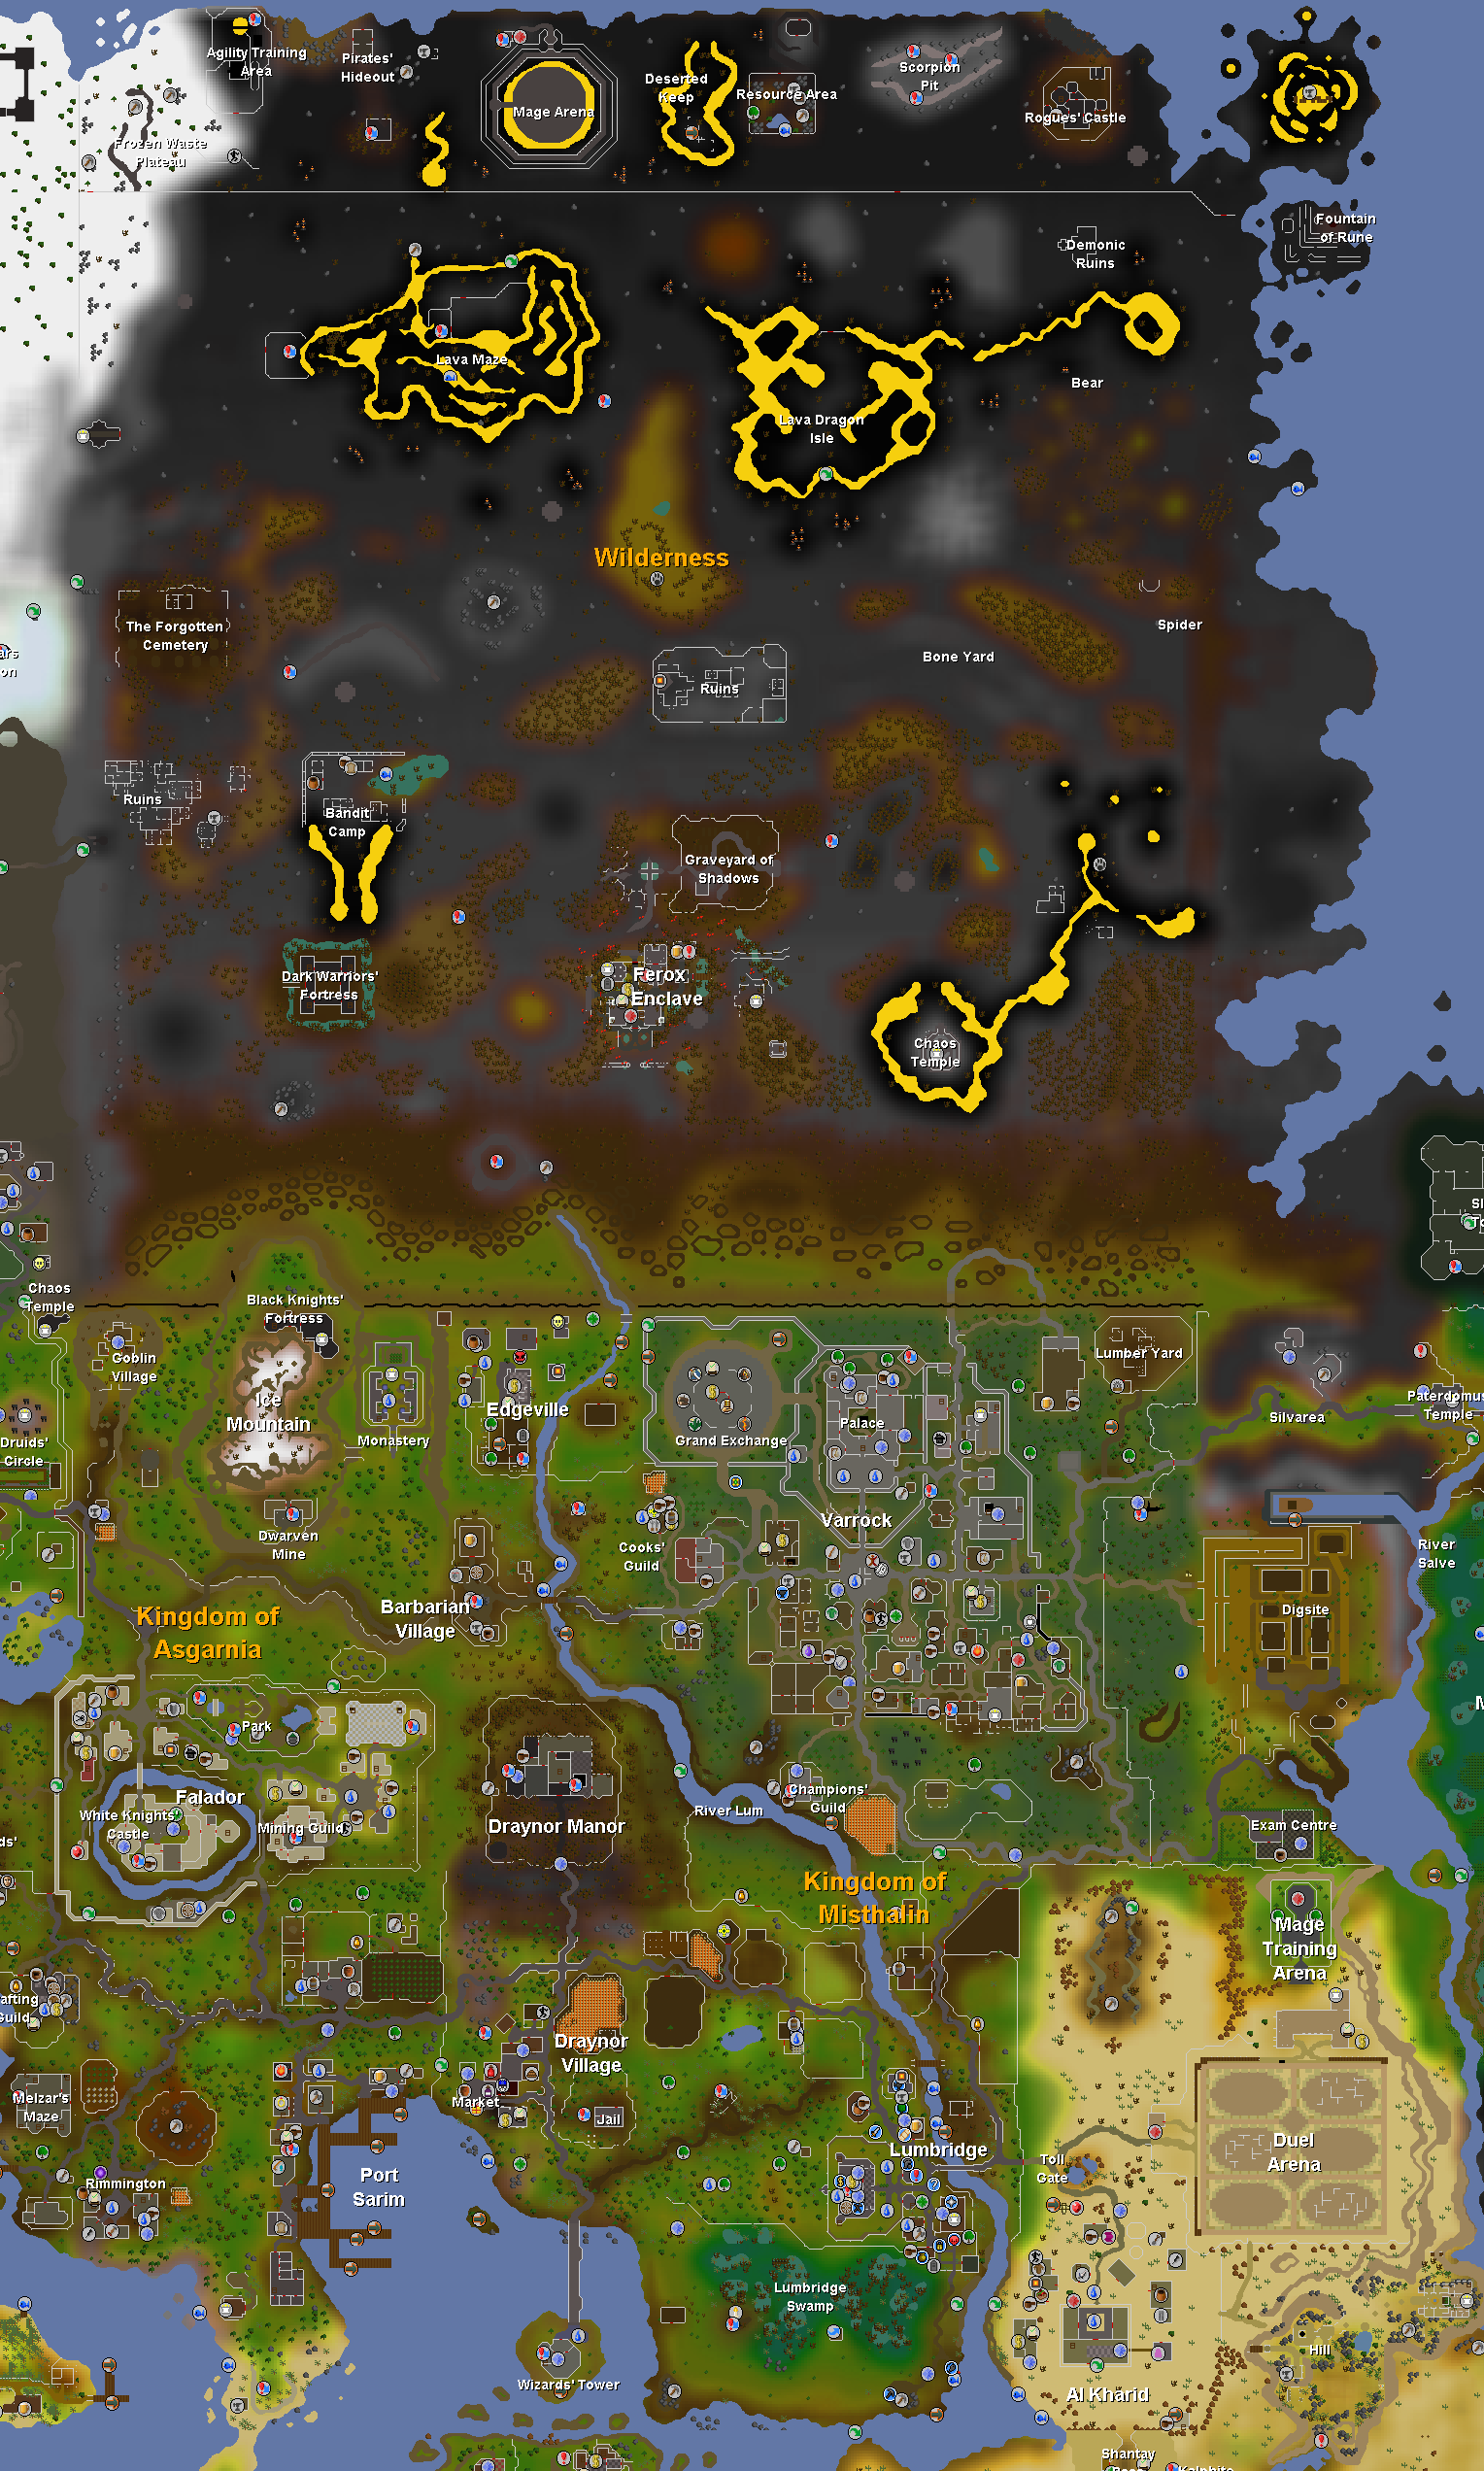 Agility Training
Area
Pirates'
Hideout
Mage Arena
Deserted
Keep
Resource Area
Scorpion
Pit
Rogues' Castle
Frozen Waste
Plateau
Fountain
of Rune
Demonic
Ruins
Lava Maze
Bear
Lava Dragon
Isle
Wilderness
The Forgotten
Cemetery
Spider
Bone Yard
Ruins
Ruins
Bandit
Camp
Graveyard of
Shadows
Dark Warriors'
Fortress
Ferox
Enclave
Chaos
Temple
Chaos
Temple
Black Knights'
Fortress
Goblin
Village
Ice
Mountain
Monastery
Edgeville
Grand Exchange
Palace
Lumber Yard
Silvarea
Paterdomus
Temple
Druids'
Circle
Dwarven
Mine
Cooks'
Guild
Varrock
River
Salve
Kingdom of
Asgarnia
Barbarian
Village
Digsite
Park
Falador
White Knights'
Castle
Mining Guild
Draynor Manor
River Lum
Champions'
Guild
Exam Centre
Kingdom of
Misthalin
Mage
Training
Arena
afting
Guild
Draynor
Village
Melzar's
Maze
Market
Jail
Rimmington
Port
Sarim
Lumbridge
Toll
Gate
Duel
Arena
Lumbridge
Swamp
Hill
Wizards' Tower
Al Kharid
Shantay